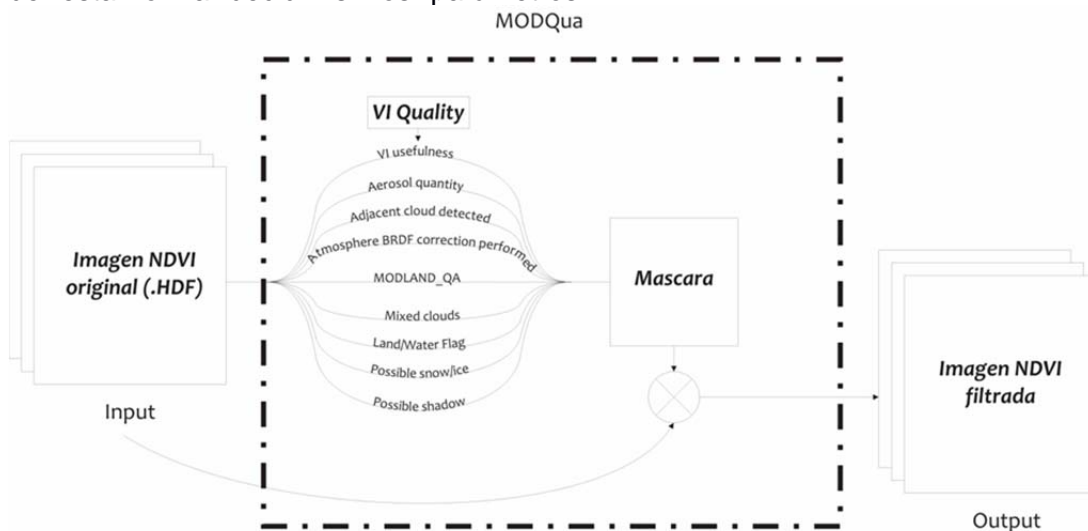 MODQua
VI Quality
VI usefulness
Aerosol quantity
Adjacent cloud detected
Atmosphere BRDF correction performed
MODLAND_QA
Mixed clouds
Land/Water Flag
Possible snow/ice
Possible shadow
Imagen NDVI
original (.HDF)
Input
Mascara
Imagen NDVI
filtrada
Output